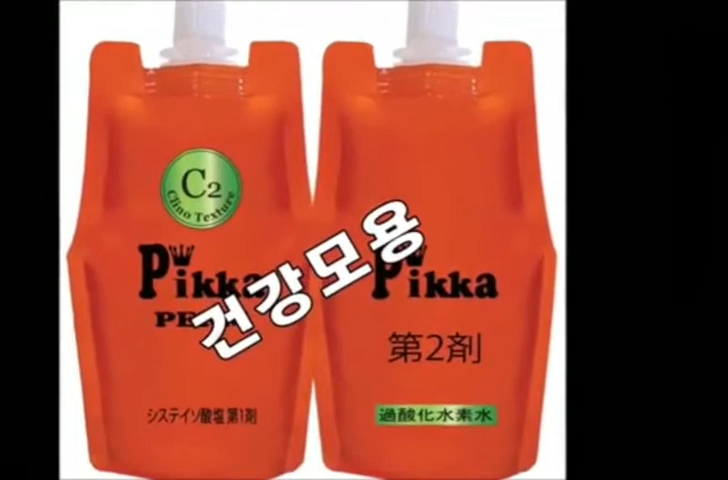 C2
Clino Texture
Pikka
システイン酸塩第1剤
건강모용
Pikka
第2剤
過酸化水素水